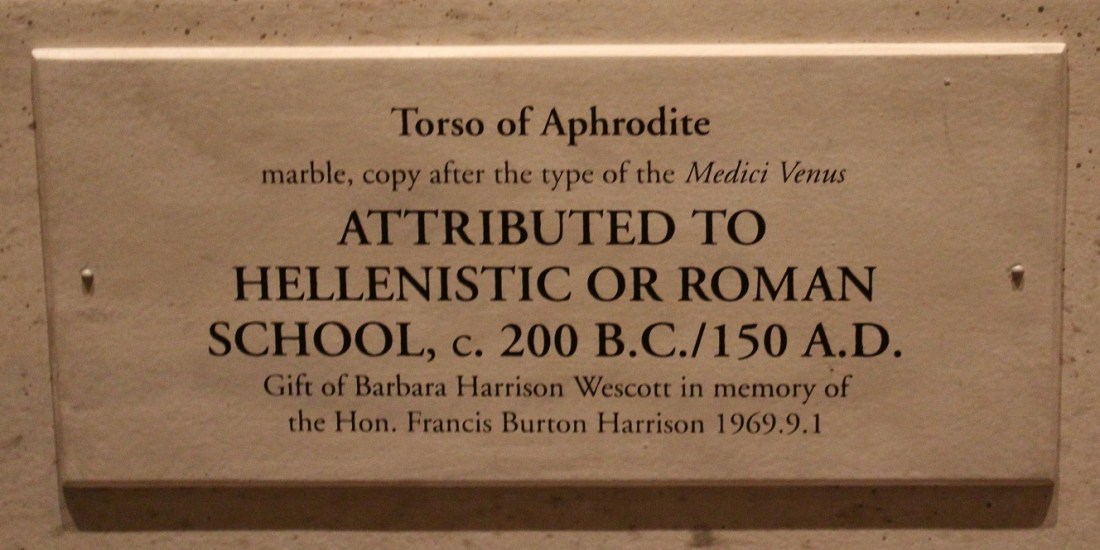 Torso of Aphrodite
marble, copy after the type of the Medici Venus
ATTRIBUTED TO
HELLENISTIC OR ROMAN
SCHOOL, c. 200 B.C./150 A.D.
Gift of Barbara Harrison Wescott in memory of
the Hon. Francis Burton Harrison 1969.9.1